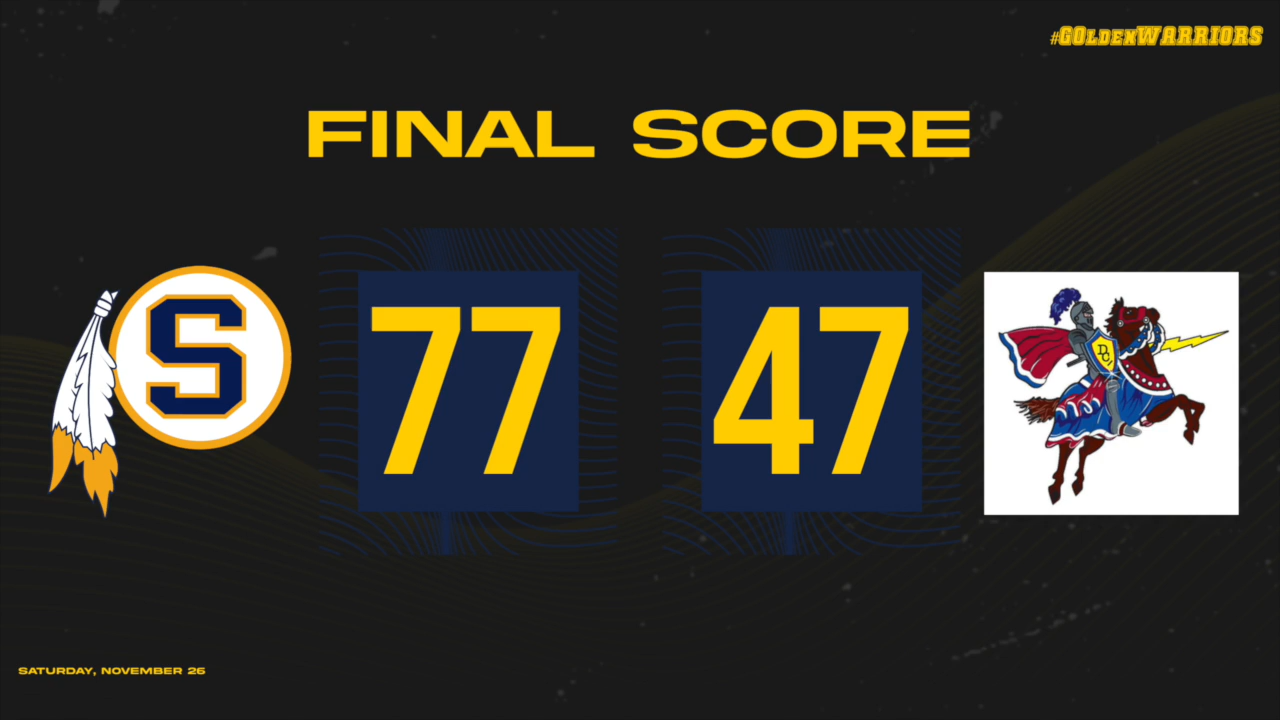 #GOLDENWARRIORS
FINAL SCORE
S
77
47
DC
SATURDAY, NOVEMBER 26